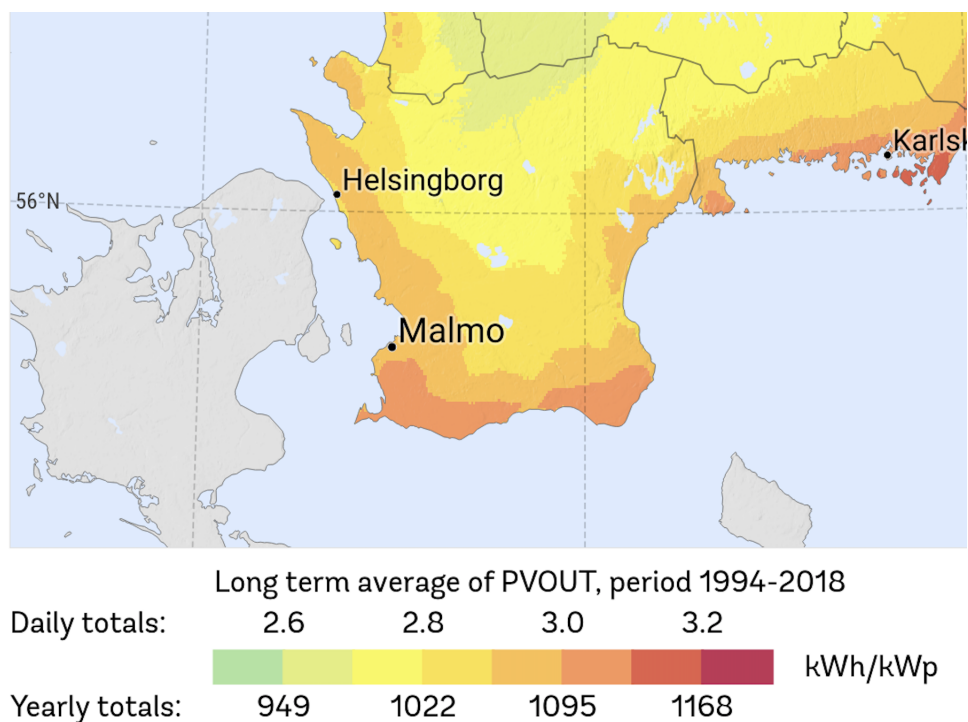 Karlsk
Helsingborg
56°N
Malmo
Long term average of PVOUT, period 1994-2018
Daily totals: 2.6 2.8 3.0 3.2
kWh/kWp
Yearly totals: 949 1022 1095 1168